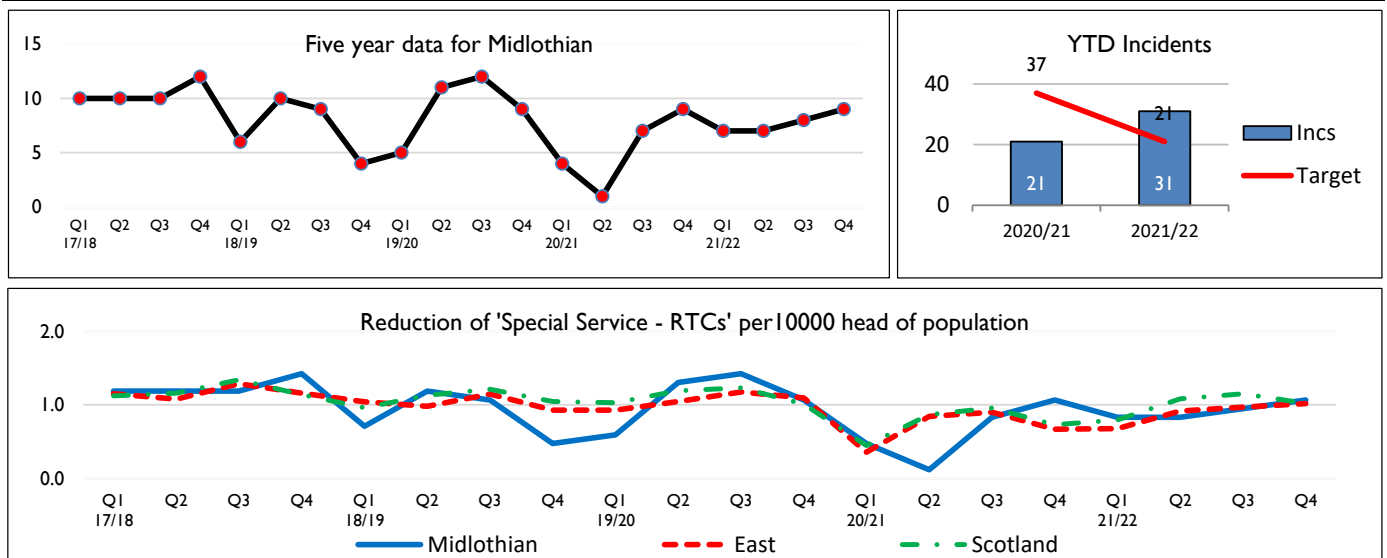 Five year data for Midlothian
15
10
5
0
Q1 Q2 Q3 Q4 Q1 Q2 Q3 Q4 Q1 Q2 Q3 Q4 Q1 Q2 Q3 Q4 Q1 Q2 Q3 Q4
17/18 18/19 19/20 20/21 21/22
YTD Incidents
37
40
21
20
21 31
0
2020/21 2021/22
Incs
Target
Reduction of 'Special Service - RTCs' per10000 head of population
2.0
1.0
0.0
Q1 Q2 Q3 Q4 Q1 Q2 Q3 Q4 Q1 Q2 Q3 Q4 Q1 Q2 Q3 Q4 Q1 Q2 Q3 Q4
17/18 18/19 19/20 20/21 21/22
Midlothian East Scotland